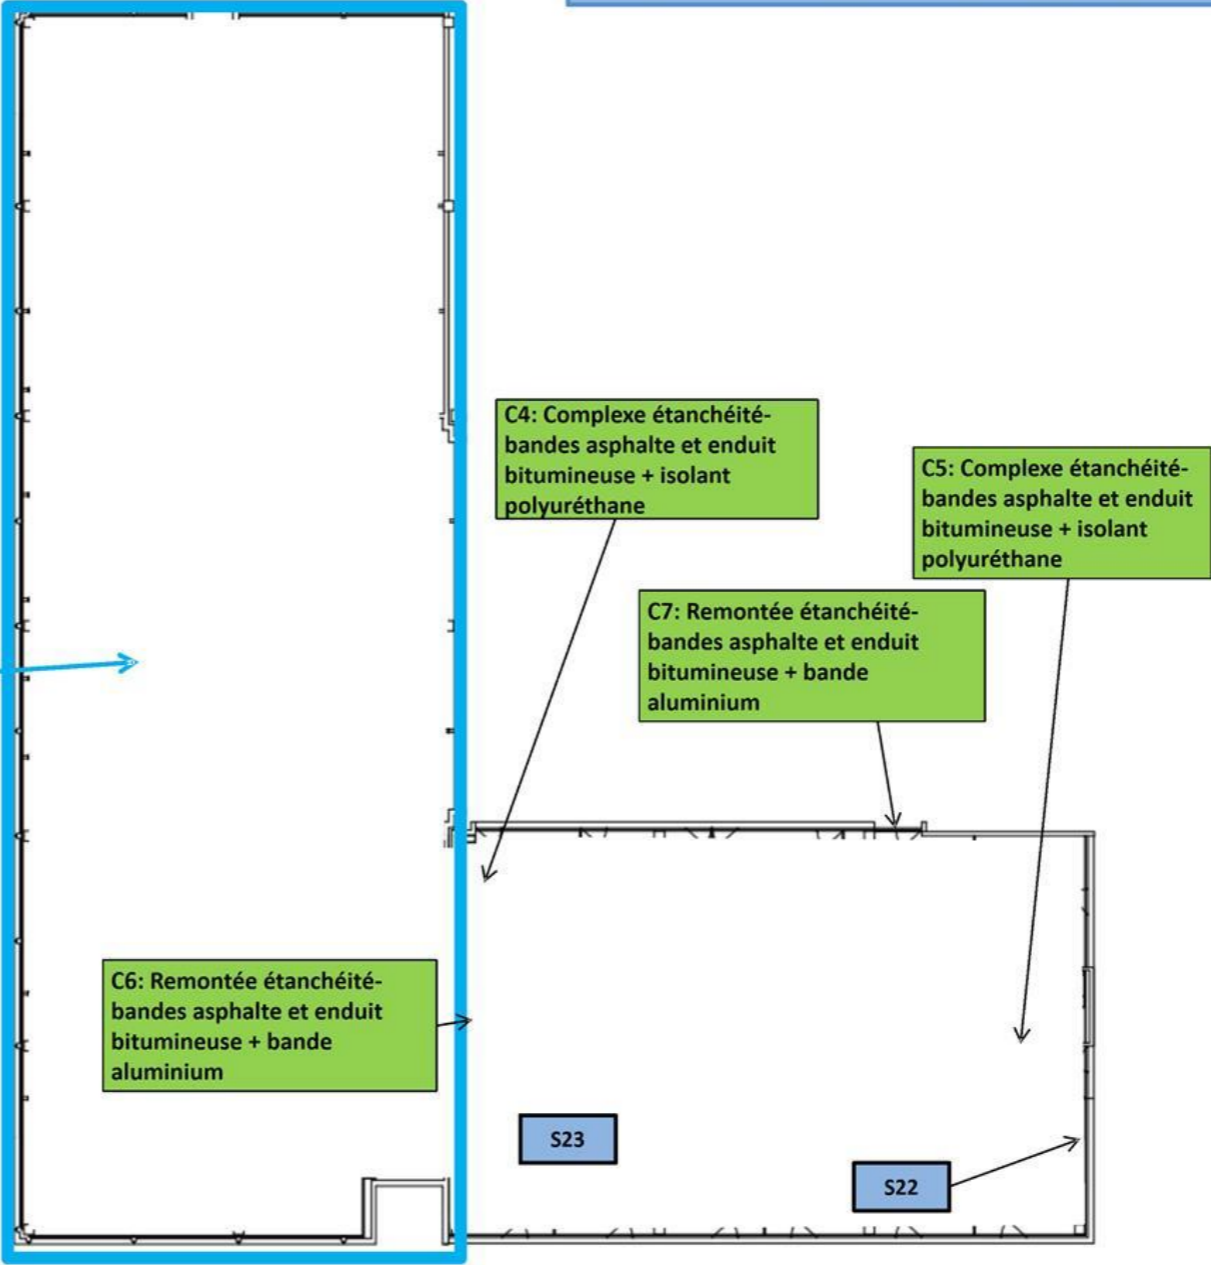 C4: Complexe étanchéité-
bandes asphalte et enduit
bitumineuse + isolant
polyuréthane
C5: Complexe étanchéité-
bandes asphalte et enduit
bitumineuse + isolant
polyuréthane
C7: Remontée étanchéité-
bandes asphalte et enduit
bitumineuse + bande
aluminium
C6: Remontée étanchéité-
bandes asphalte et enduit
bitumineuse + bande
aluminium
S23
S22